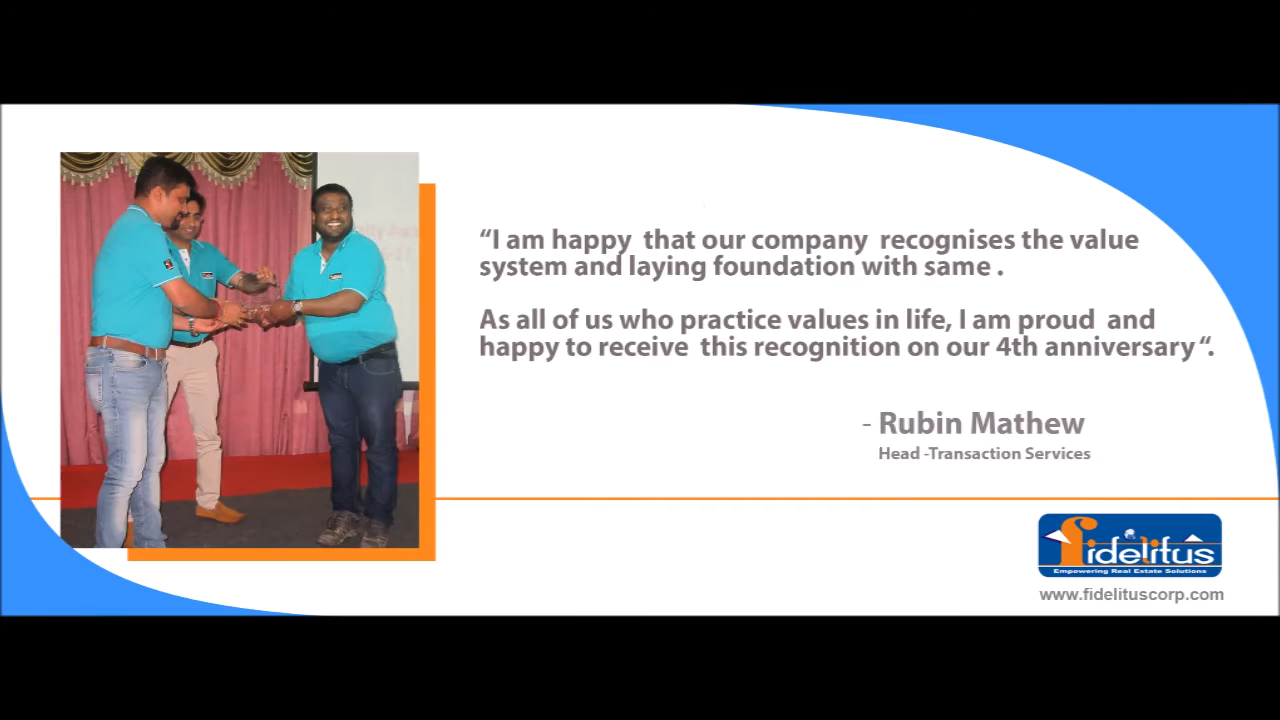 “I am happy that our company recognises the value
system and laying foundation with same .
As all of us who practice values in life, I am proud and
happy to receive this recognition on our 4th anniversary “.
- Rubin Mathew
Head -Transaction Services
fidelitus
Empowering Real Estate Solutions
www.fidelituscorp.com